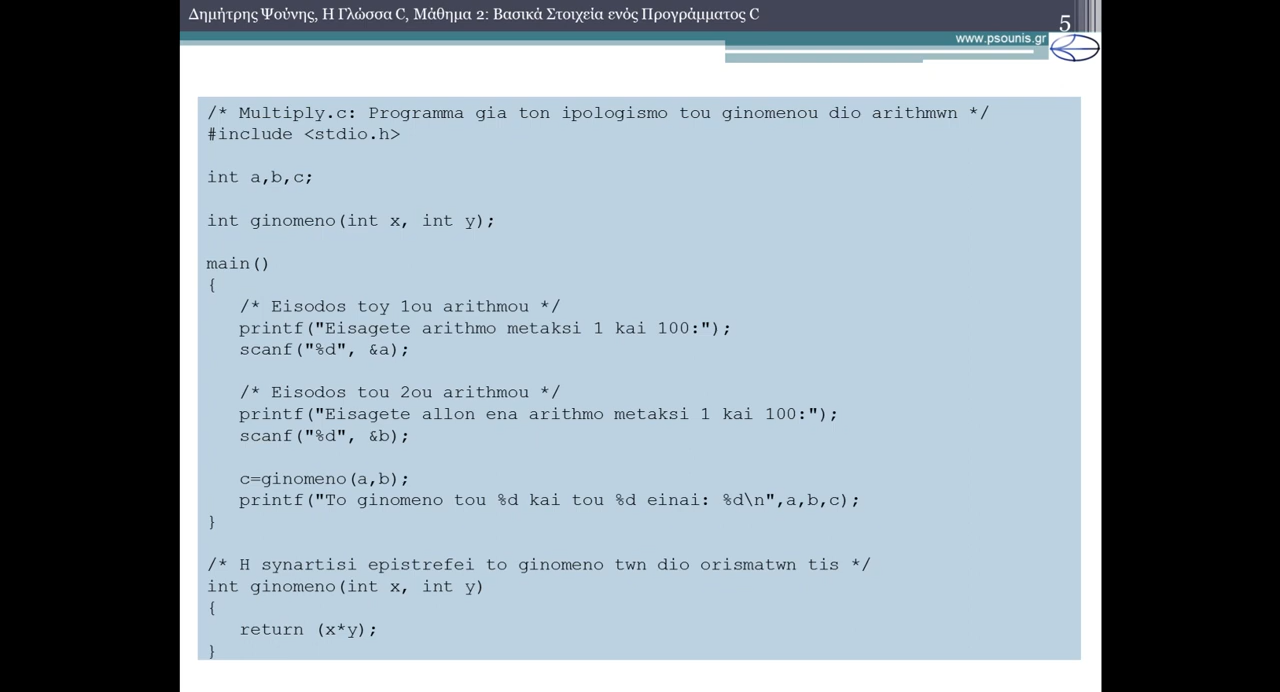 Δημήτρης Ψούνης, Η Γλώσσα C, Μάθημα 2: Βασικά Στοιχεία ενός Προγράμματος C
5
www.psounis.gr
/* Multiply.c: Programma gia ton ipologismo tou ginomenou dio arithmwn */
#include <stdio.h>
int a,b,c;
int ginomeno(int x, int y);
main()
{
/* Eisodos toy 1ou arithmou */
printf("Eisagete arithmo metaksi 1 kai 100:");
scanf("%d", &a);
/* Eisodos tou 2ou arithmou */
printf("Eisagete allon ena arithmo metaksi 1 kai 100:");
scanf("%d", &b);
c=ginomeno(a,b);
printf("To ginomeno tou %d kai tou %d einai: %d\n",a,b,c);
}
/* H synartisi epistrefei to ginomeno twn dio orismatwn tis */
int ginomeno(int x, int y)
{
return (x*y);
}